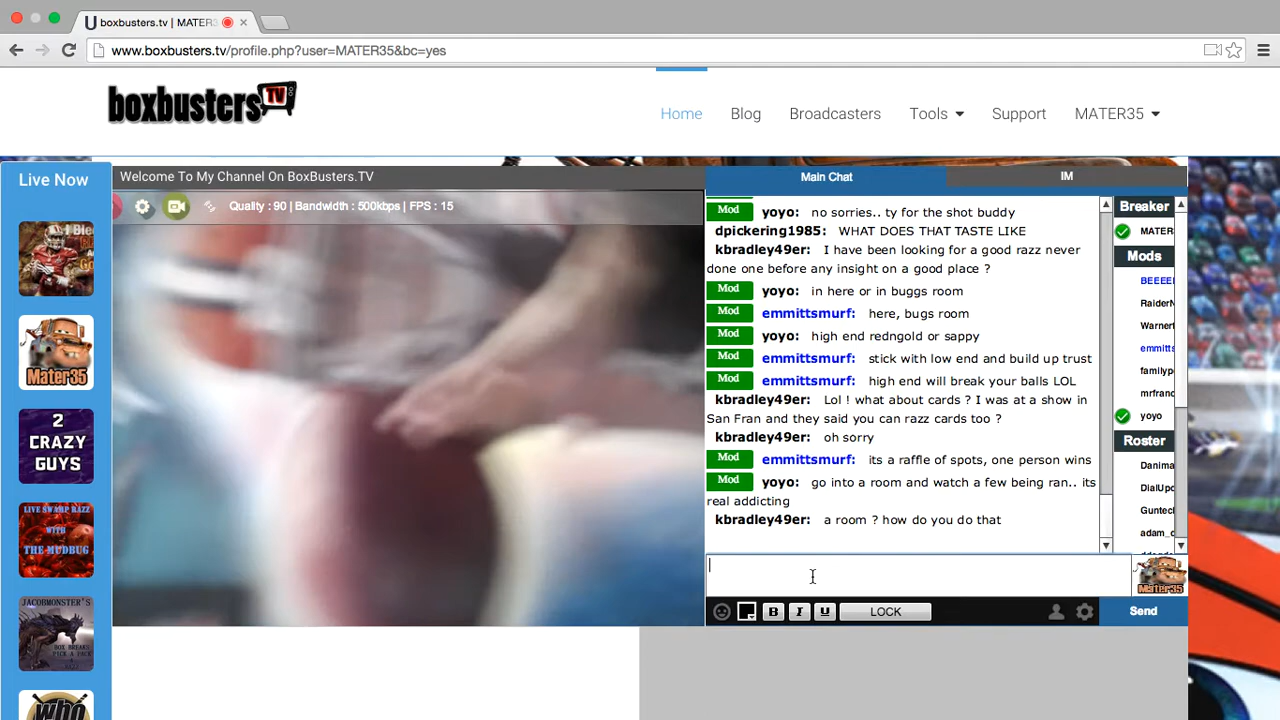 boxbusters.tv | MATER3
www.boxbusters.tv/profile.php?user=MATER35&bc=yes
boxbusters TV
Home Blog Broadcasters Tools Support MATER35
Live Now
Welcome To My Channel On BoxBusters.TV
Main Chat IM
Quality : 90 | Bandwidth : 500kbps | FPS : 15
Mod yoyo: no sorries.. ty for the shot buddy
dpickering1985: WHAT DOES THAT TASTE LIKE
kbradley49er: I have been looking for a good razz never
done one before any insight on a good place ?
Mod yoyo: in here or in buggs room
Mod emmittsmurf: here, bugs room
Mod yoyo: high end redngold or sappy
Mod emmittsmurf: stick with low end and build up trust
Mod emmittsmurf: high end will break your balls LOL
kbradley49er: Lol ! what about cards ? I was at a show in
San Fran and they said you can razz cards too ?
kbradley49er: oh sorry
Mod emmittsmurf: its a raffle of spots, one person wins
Mod yoyo: go into a room and watch a few being ran.. its
real addicting
kbradley49er: a room ? how do you do that
Breaker
MATER
Mods
BEEEE
RaiderN
Warnert
emmitts
familyp
mrfranc
yoyo
Roster
Danima
DialUp
Guntec
adam_d
Mater35
2
CRAZY
GUYS
LIVE SWAMP RAZZ
WITH
THE MUDBUG
JACOBMONSTER'S
BOX BREAKS
PICK A PACK
who
Mater35
B I U LOCK Send